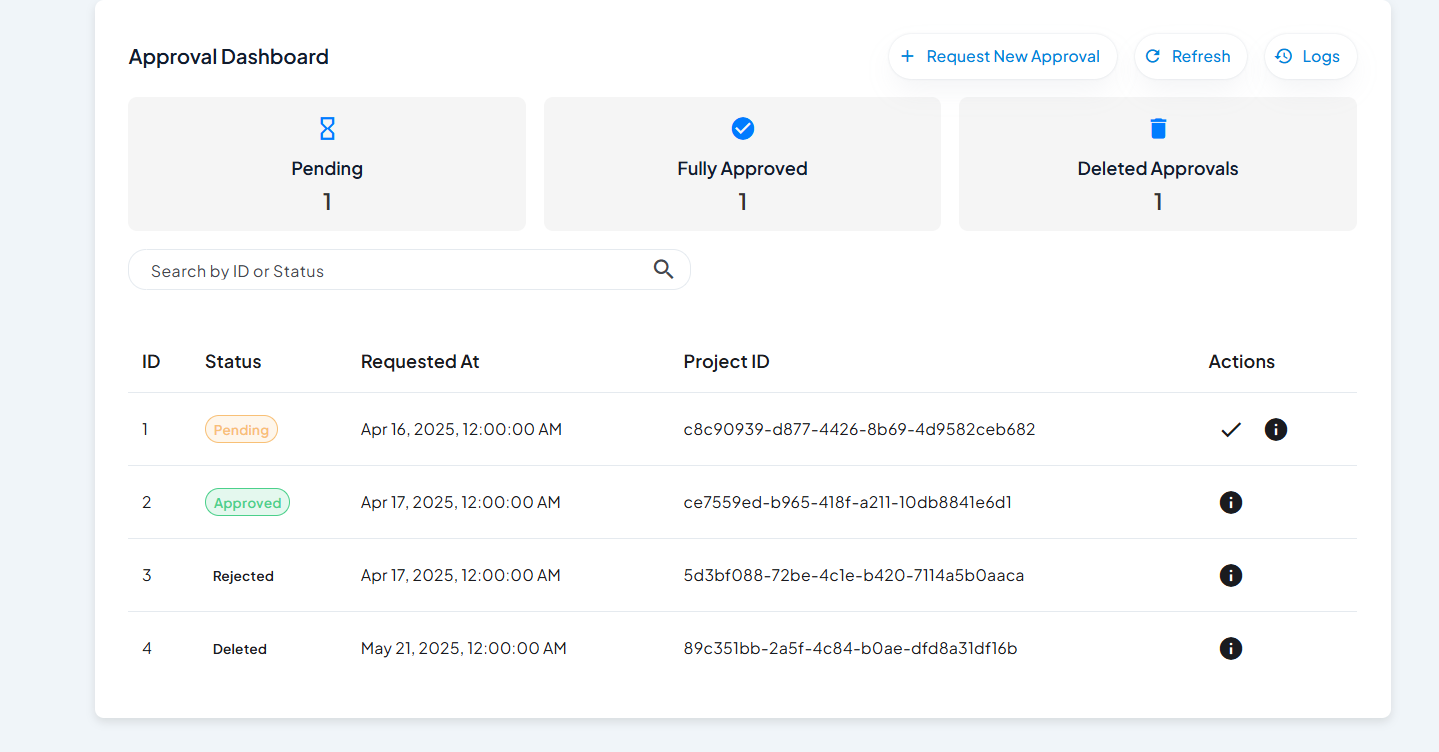 Approval Dashboard
Request New Approval
Refresh
Logs
Pending
1
Fully Approved
1
Deleted Approvals
1
Search by ID or Status
ID Status Requested At Project ID Actions
1 Pending Apr 16, 2025, 12:00:00 AM c8c90939-d877-4426-8b69-4d9582ceb682
2 Approved Apr 17, 2025, 12:00:00 AM ce7559ed-b965-418f-a211-10db8841e6d1
3 Rejected Apr 17, 2025, 12:00:00 AM 5d3bf088-72be-4c1e-b420-7114a5b0aaca
4 Deleted May 21, 2025, 12:00:00 AM 89c351bb-2a5f-4c84-b0ae-dfd8a31df16b